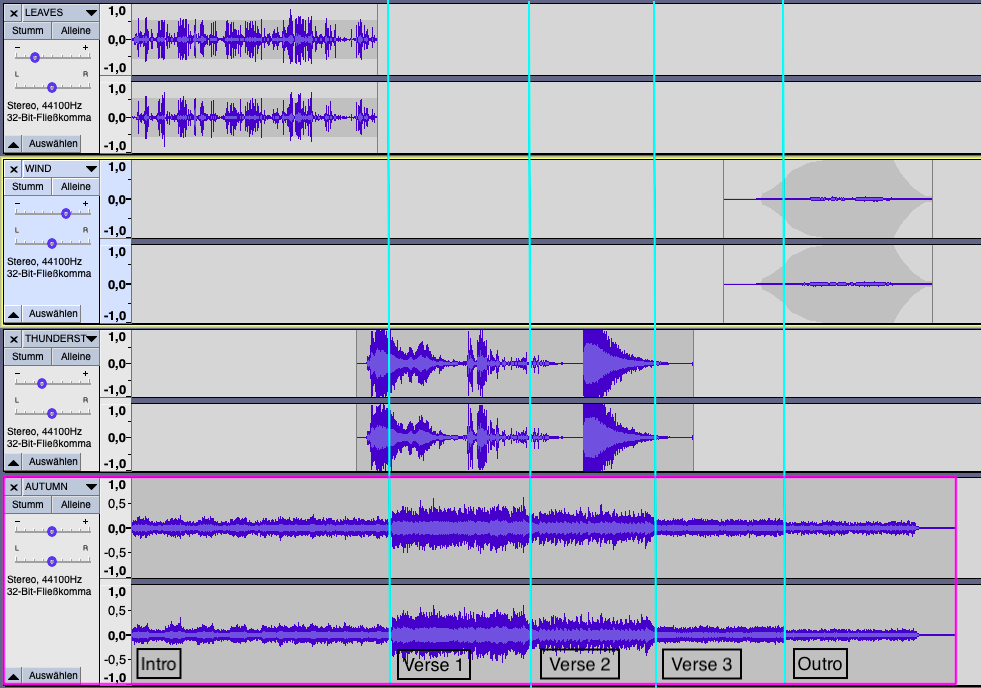 LEAVES
Stumm Alleine
- +
L R
Stereo, 44100Hz
32-Bit-Fließkomma
Auswählen
1,0
0,0
-1,0
1,0
0,0
-1,0
WIND
Stumm Alleine
- +
L R
Stereo, 44100Hz
32-Bit-Fließkomma
Auswählen
1,0
0,0
-1,0
1,0
0,0
-1,0
THUNDERST
Stumm Alleine
- +
L R
Stereo, 44100Hz
32-Bit-Fließkomma
Auswählen
1,0
0,0
-1,0
1,0
0,0
-1,0
AUTUMN
Stumm Alleine
- +
L R
Stereo, 44100Hz
32-Bit-Fließkomma
Auswählen
1,0
0,5
0,0
-0,5
-1,0
1,0
0,5
0,0
-0,5
-1,0
Intro Verse 1 Verse 2 Verse 3 Outro